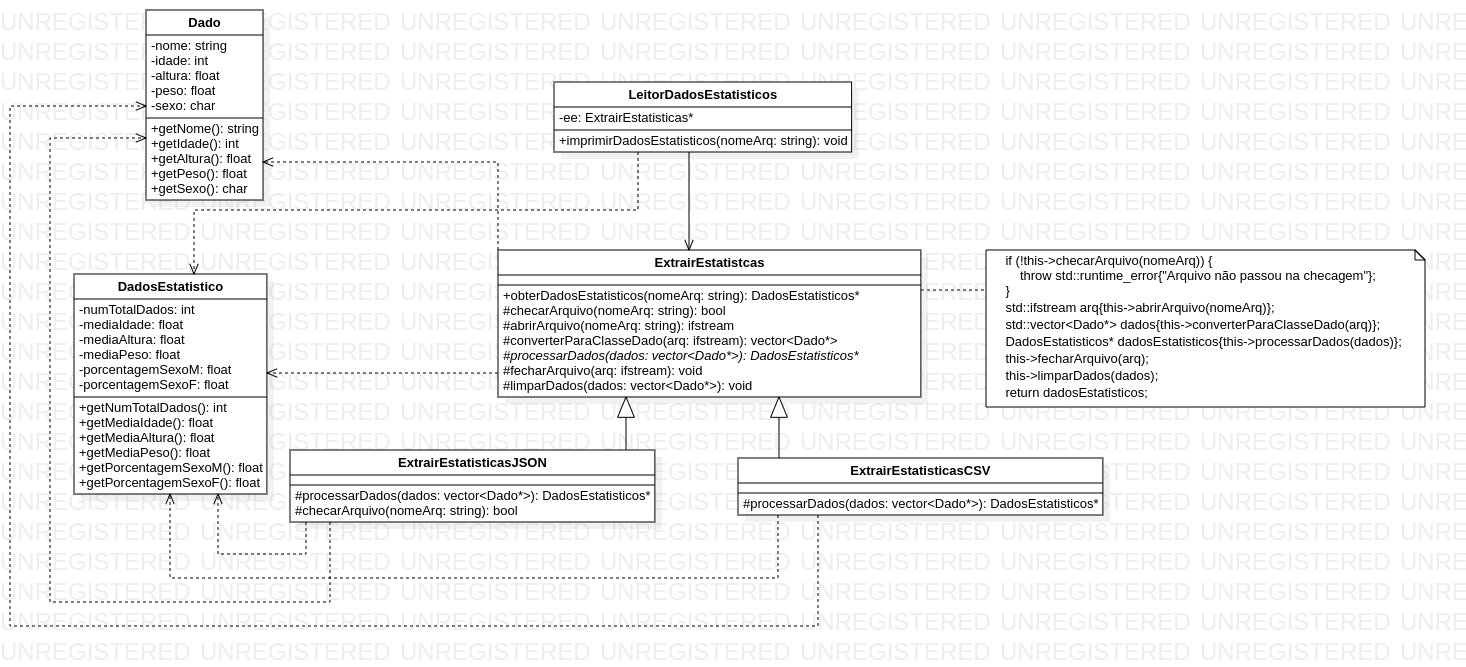 Dado
-nome: string
-idade: int
-altura: float
-peso: float
-sexo: char
+getNome(): string
+getIdade(): int
+getAltura(): float
+getPeso(): float
+getSexo(): char
LeitorDadosEstatisticos
-ee: ExtrairEstatisticas*
+imprimirDadosEstatisticos(nomeArq: string): void
DadosEstatistico
-numTotalDados: int
-mediaIdade: float
-mediaAltura: float
-mediaPeso: float
-porcentagemSexoM: float
-porcentagemSexoF: float
+getNumTotalDados(): int
+getMediaIdade(): float
+getMediaAltura(): float
+getMediaPeso(): float
+getPorcentagemSexoM(): float
+getPorcentagemSexoF(): float
ExtrairEstatistcas
+obterDadosEstatisticos(nomeArq: string): DadosEstatisticos*
#checarArquivo(nomeArq: string): bool
#abrirArquivo(nomeArq: string): ifstream
#converterParaClasseDado(arq: ifstream): vector<Dado*>
#processarDados(dados: vector<Dado*>): DadosEstatisticos*
#fecharArquivo(arq: ifstream): void
#limparDados(dados: vector<Dado*>): void
if (!this->checarArquivo(nomeArq)) {
throw std::runtime_error{"Arquivo não passou na checagem"};
}
std::ifstream arq{this->abrirArquivo(nomeArq)};
std::vector<Dado*> dados{this->converterParaClasseDado(arq)};
DadosEstatisticos* dadosEstatisticos{this->processarDados(dados)};
this->fecharArquivo(arq);
this->limparDados(dados);
return dadosEstatisticos;
ExtrairEstatisticasJSON
#processarDados(dados: vector<Dado*>): DadosEstatisticos*
#checarArquivo(nomeArq: string): bool
ExtrairEstatisticasCSV
#processarDados(dados: vector<Dado*>): DadosEstatisticos*
UNREGISTERED